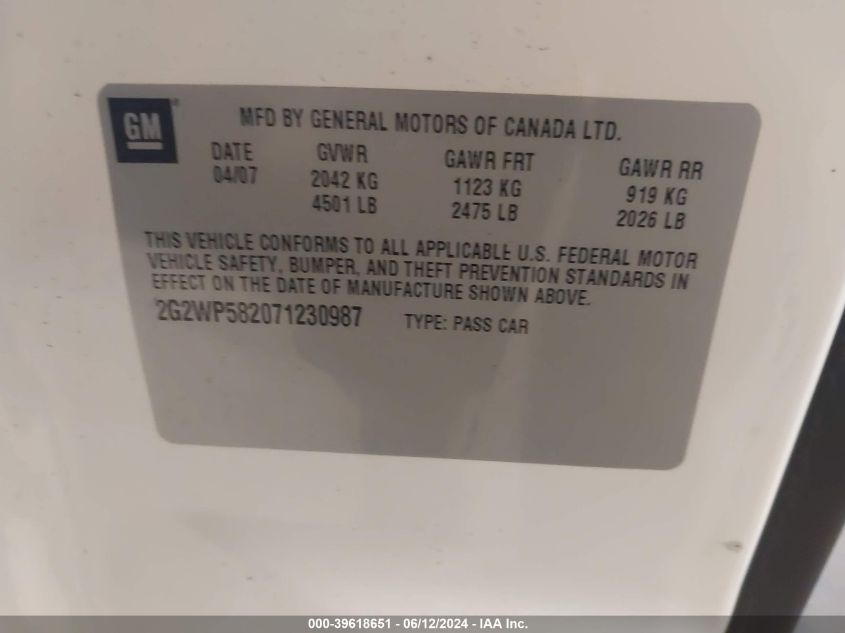 GM
MFD BY GENERAL MOTORS OF CANADA LTD.
DATE GVWR GAWR FRT GAWR RR
04/07 2042 KG 1123 KG 919 KG
4501 LB 2475 LB 2026 LB
THIS VEHICLE CONFORMS TO ALL APPLICABLE U.S. FEDERAL MOTOR
VEHICLE SAFETY, BUMPER, AND THEFT PREVENTION STANDARDS IN
EFFECT ON THE DATE OF MANUFACTURE SHOWN ABOVE.
2G2WP582071230987 TYPE: PASS CAR
000-39618651 - 06/12/2024 - IAA Inc.